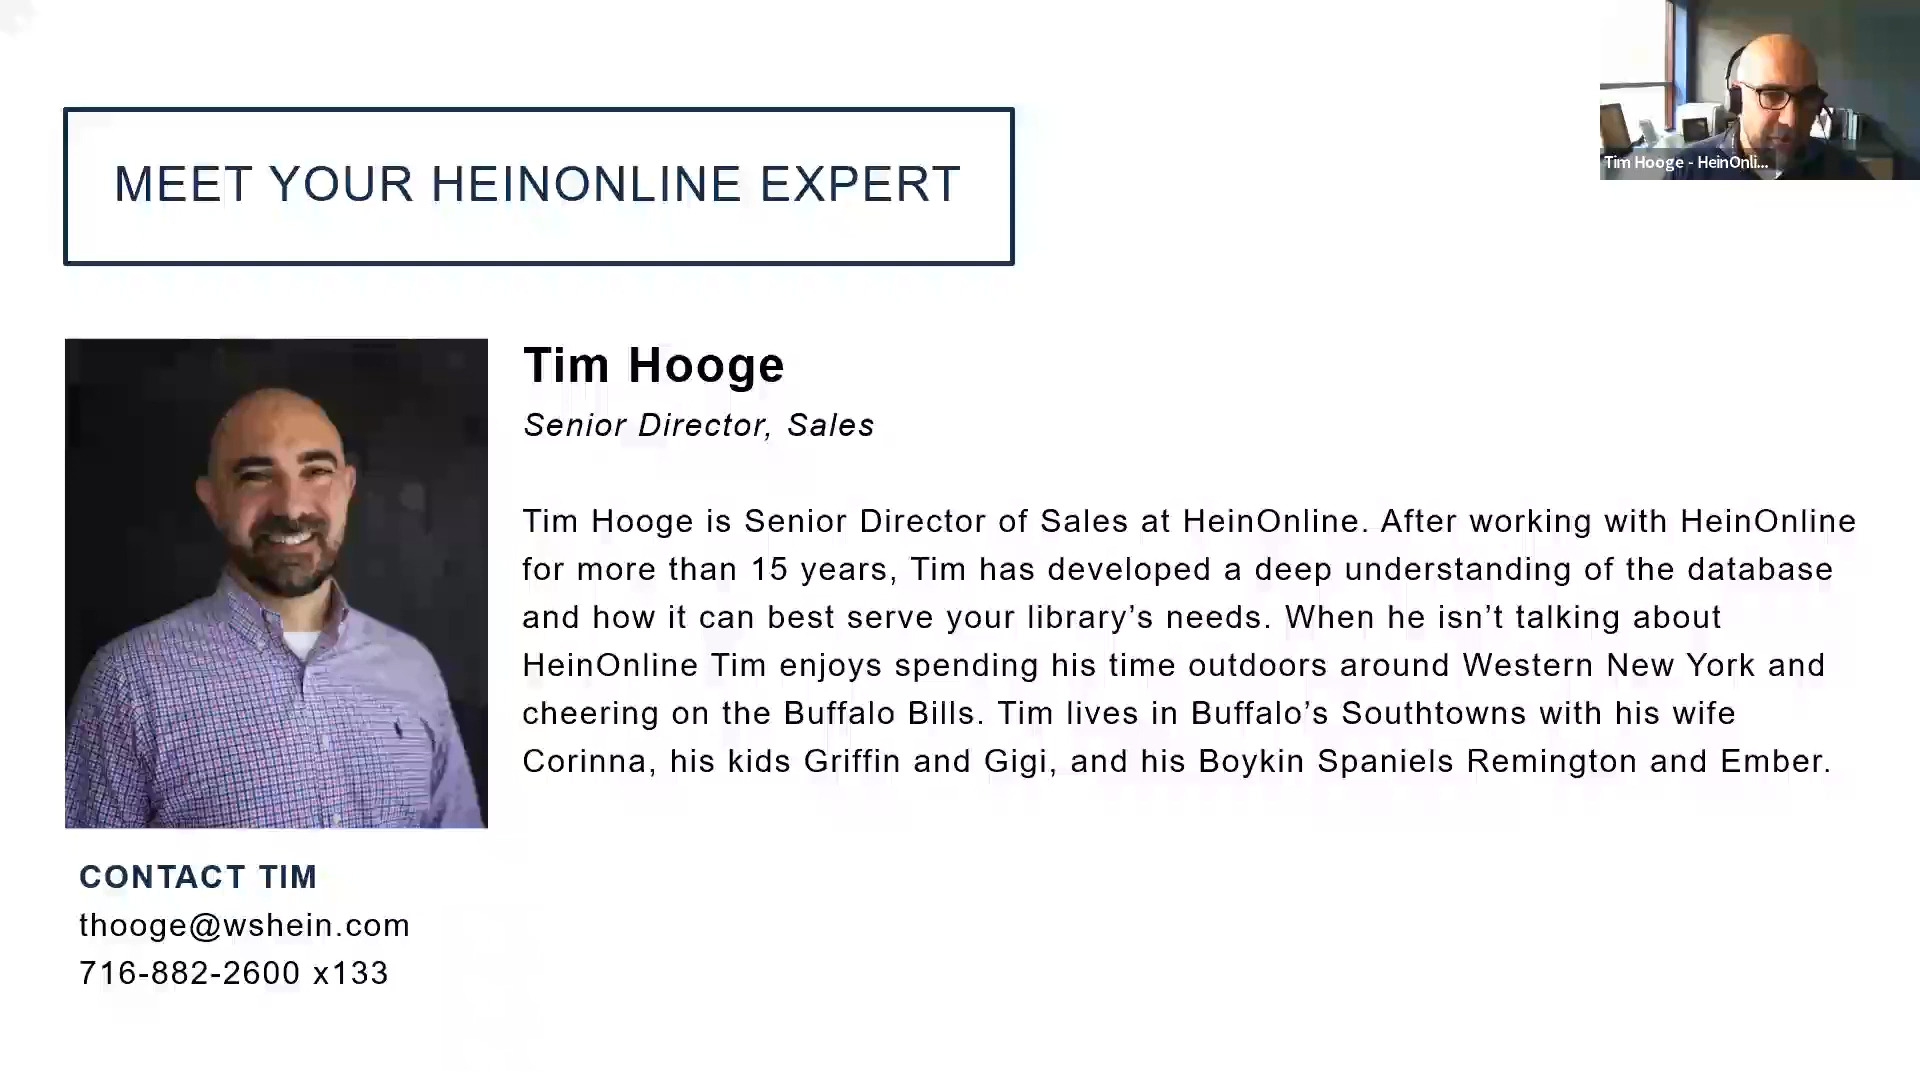 Tim Hooge - HeinOnli...
MEET YOUR HEINONLINE EXPERT
Tim Hooge
Senior Director, Sales
Tim Hooge is Senior Director of Sales at HeinOnline. After working with HeinOnline
for more than 15 years, Tim has developed a deep understanding of the database
and how it can best serve your library’s needs. When he isn’t talking about
HeinOnline Tim enjoys spending his time outdoors around Western New York and
cheering on the Buffalo Bills. Tim lives in Buffalo’s Southtowns with his wife
Corinna, his kids Griffin and Gigi, and his Boykin Spaniels Remington and Ember.
CONTACT TIM
thooge@wshein.com
716-882-2600 x133